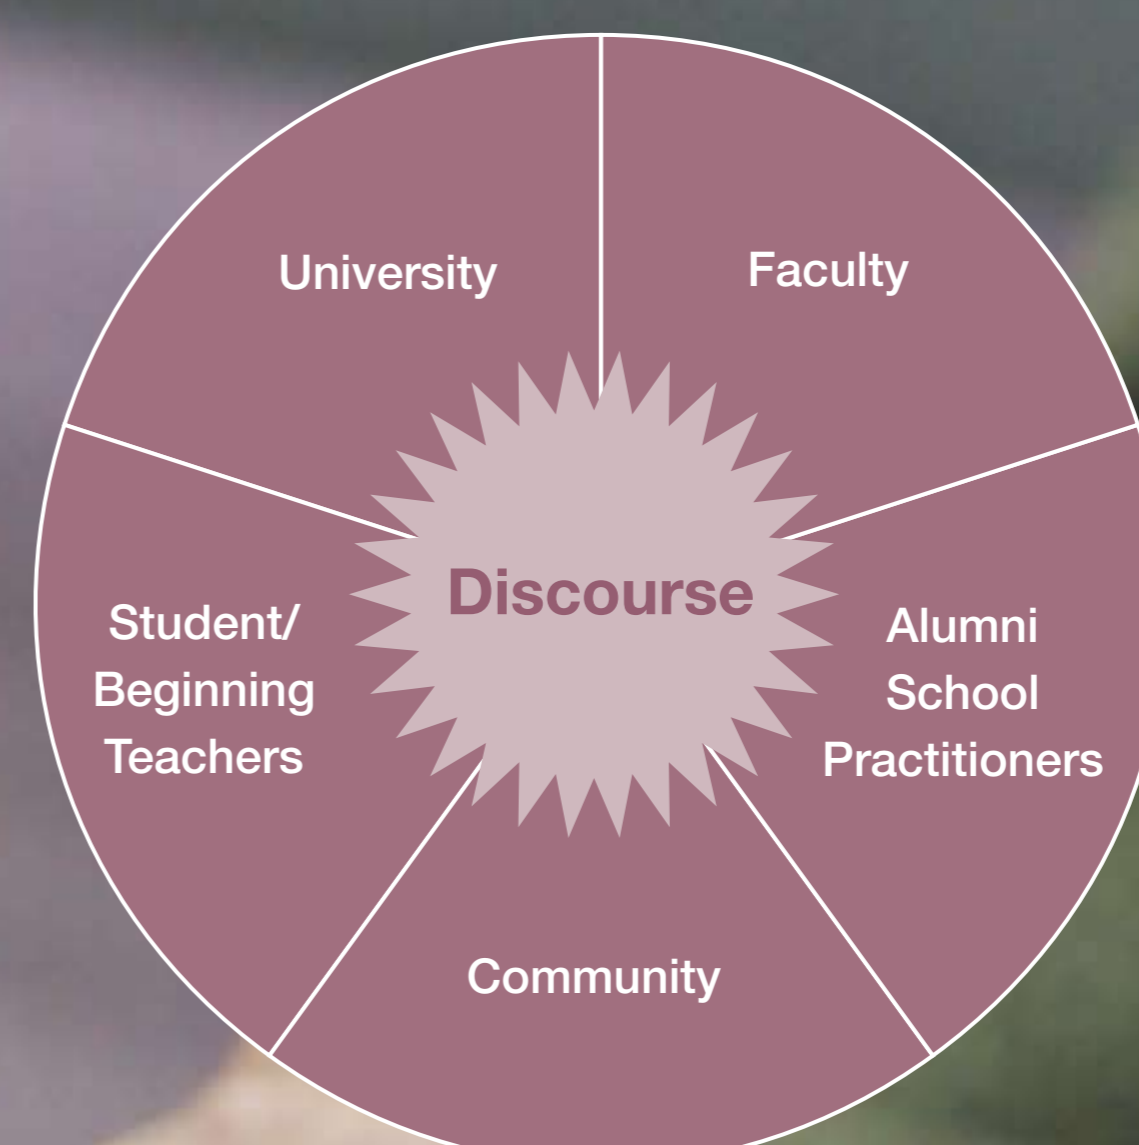 University
Faculty
Discourse
Student/
Beginning
Teachers
Alumni
School
Practitioners
Community